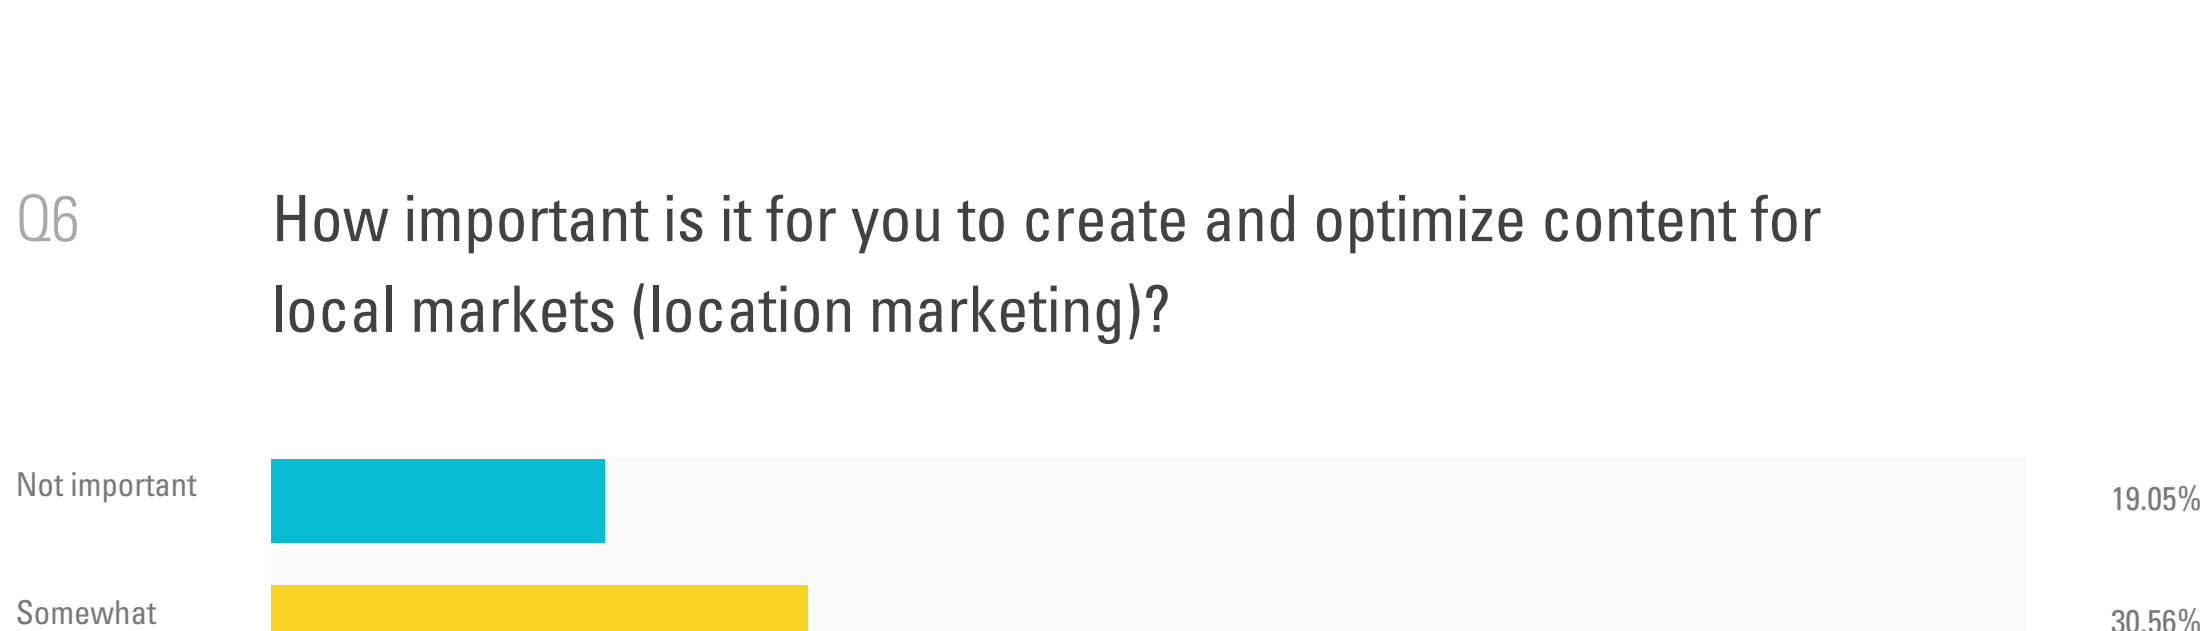 Q6
How important is it for you to create and optimize content for
local markets (location marketing)?
Not important
19.05%
Somewhat
30.56%